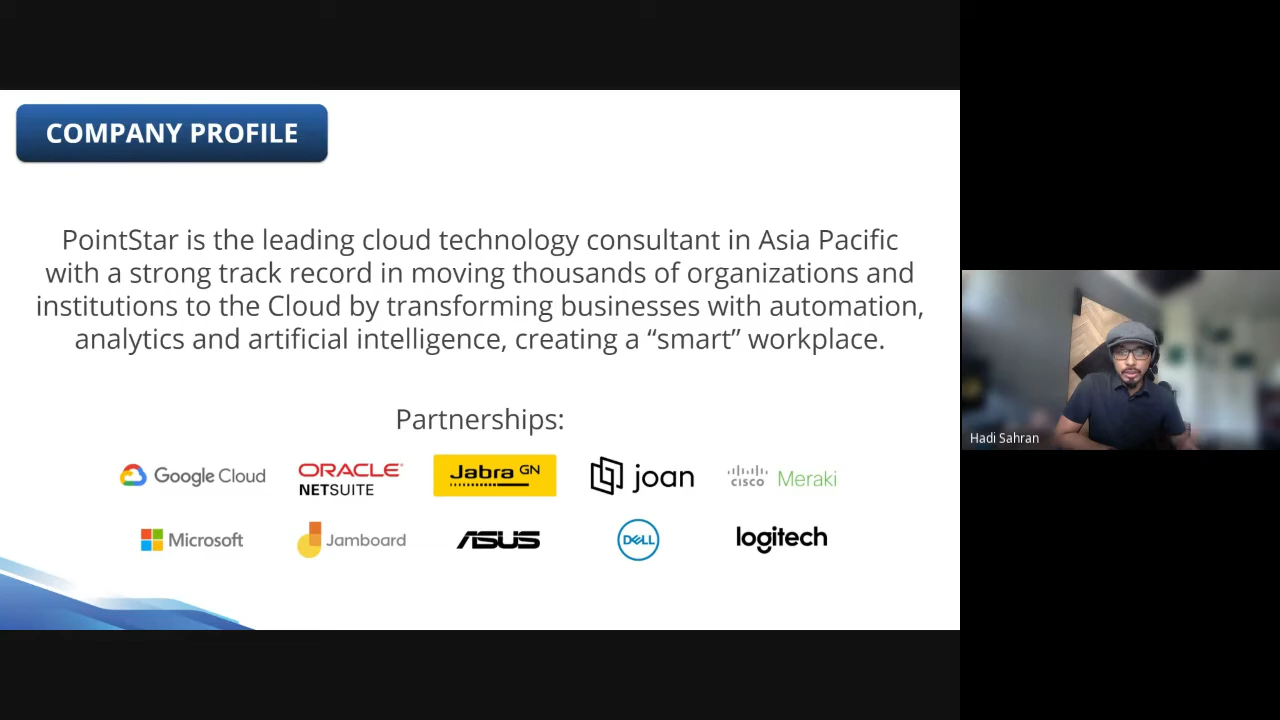 COMPANY PROFILE
PointStar is the leading cloud technology consultant in Asia Pacific
with a strong track record in moving thousands of organizations and
institutions to the Cloud by transforming businesses with automation,
analytics and artificial intelligence, creating a “smart” workplace.
Partnerships:
Google Cloud
ORACLE
NETSUITE
Jabra GN
joan
cisco Meraki
Microsoft
Jamboard
ASUS
DELL
logitech
Hadi Sahran